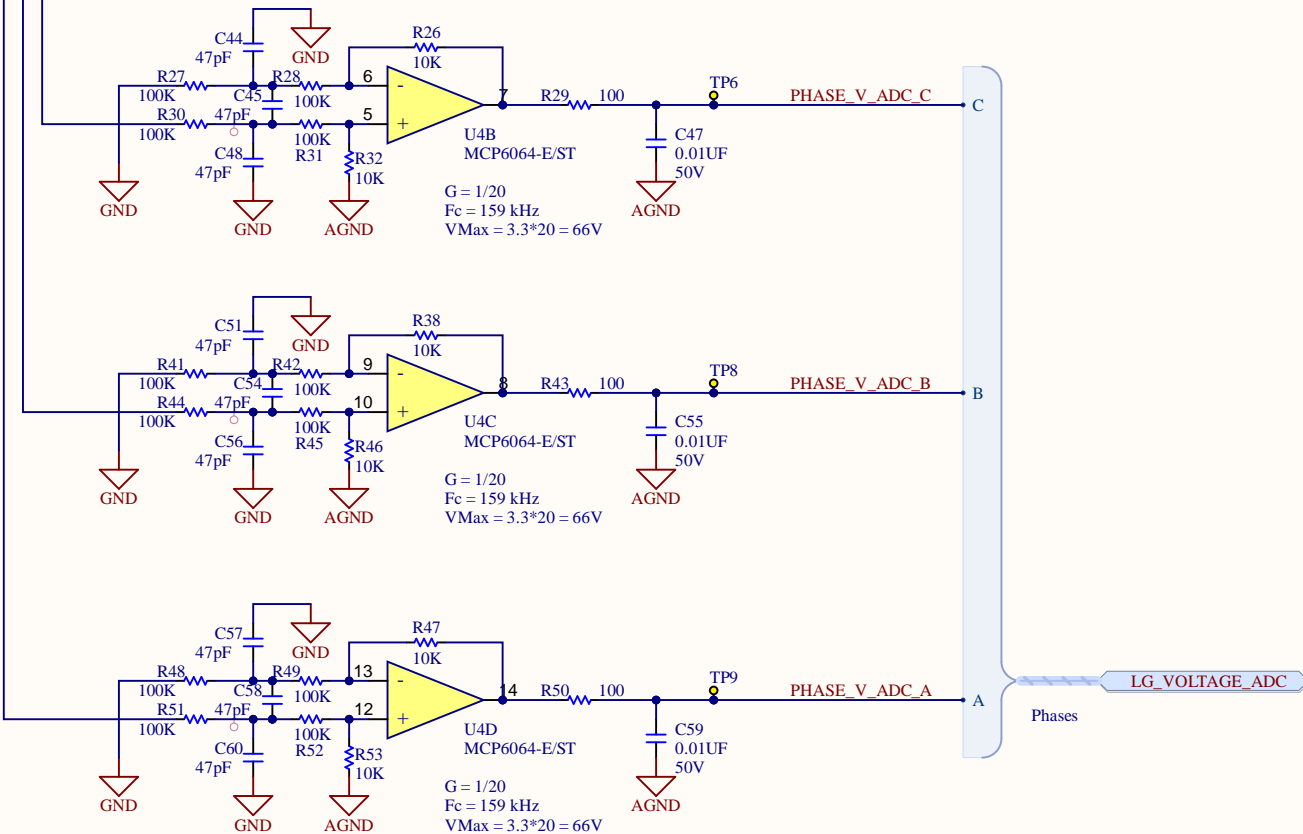 C44
47pF
GND
R26
10K
R27
100K
R28
100K
C45
47pF
R30
100K
100K
R31
C48
47pF
6
-
5
+
7
U4B
MCP6064-E/ST
R32
10K
G = 1/20
Fc = 159 kHz
VMax = 3.3*20 = 66V
R29 100
TP6
PHASE_V_ADC_C
C
C47
0.01UF
50V
GND
GND
AGND
AGND
C51
47pF
GND
R38
10K
R41
100K
R42
100K
C54
47pF
R44
100K
100K
R45
C56
47pF
9
-
10
+
8
U4C
MCP6064-E/ST
R46
10K
G = 1/20
Fc = 159 kHz
VMax = 3.3*20 = 66V
R43 100
TP8
PHASE_V_ADC_B
B
C55
0.01UF
50V
GND
GND
AGND
AGND
C57
47pF
GND
R47
10K
R48
100K
R49
100K
C58
47pF
R51
100K
100K
R52
C60
47pF
13
-
12
+
14
U4D
MCP6064-E/ST
R53
10K
G = 1/20
Fc = 159 kHz
VMax = 3.3*20 = 66V
R50 100
TP9
PHASE_V_ADC_A
A
C59
0.01UF
50V
GND
GND
AGND
AGND
LG_VOLTAGE_ADC
Phases